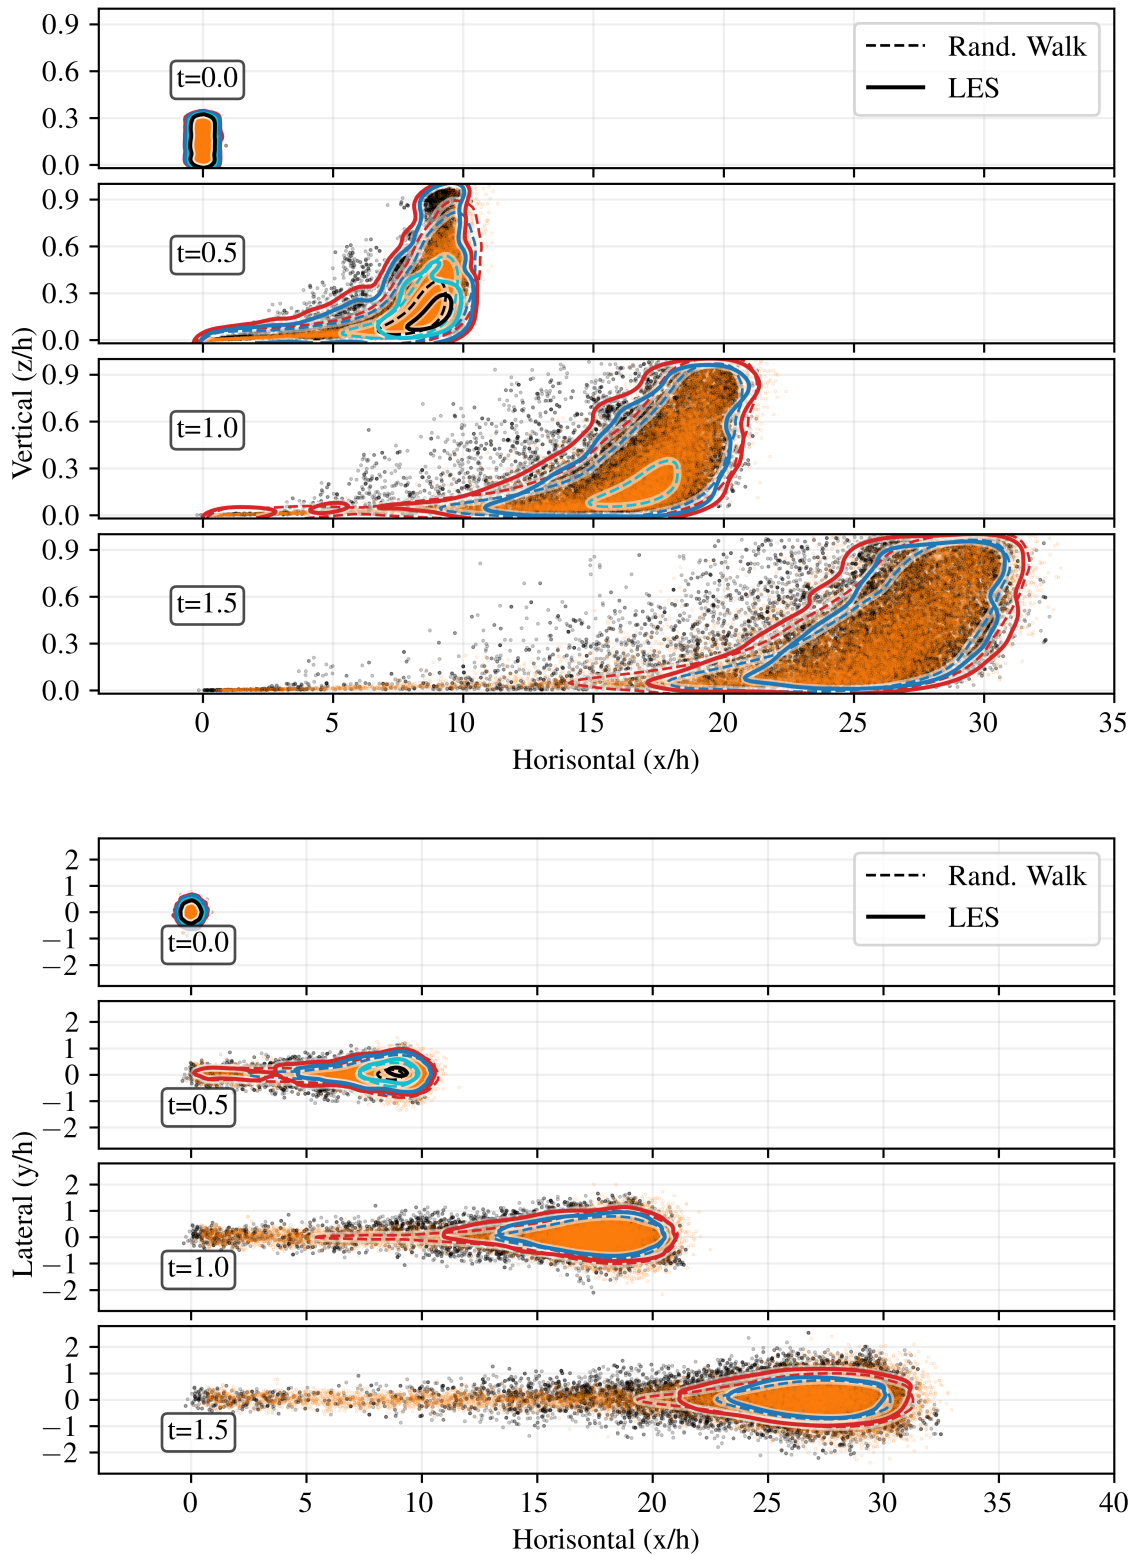 0.9
0.6
0.3
0.0
t=0.0
Rand. Walk
LES
0.9
0.6
0.3
0.0
t=0.5
0.9
0.6
0.3
0.0
t=1.0
0.9
0.6
0.3
0.0
t=1.5
Vertical (z/h)
0 5 10 15 20 25 30 35
Horisontal (x/h)
2
1
0
−1
−2
t=0.0
Rand. Walk
LES
2
1
0
−1
−2
t=0.5
2
1
0
−1
−2
t=1.0
2
1
0
−1
−2
t=1.5
Lateral (y/h)
0 5 10 15 20 25 30 35 40
Horisontal (x/h)